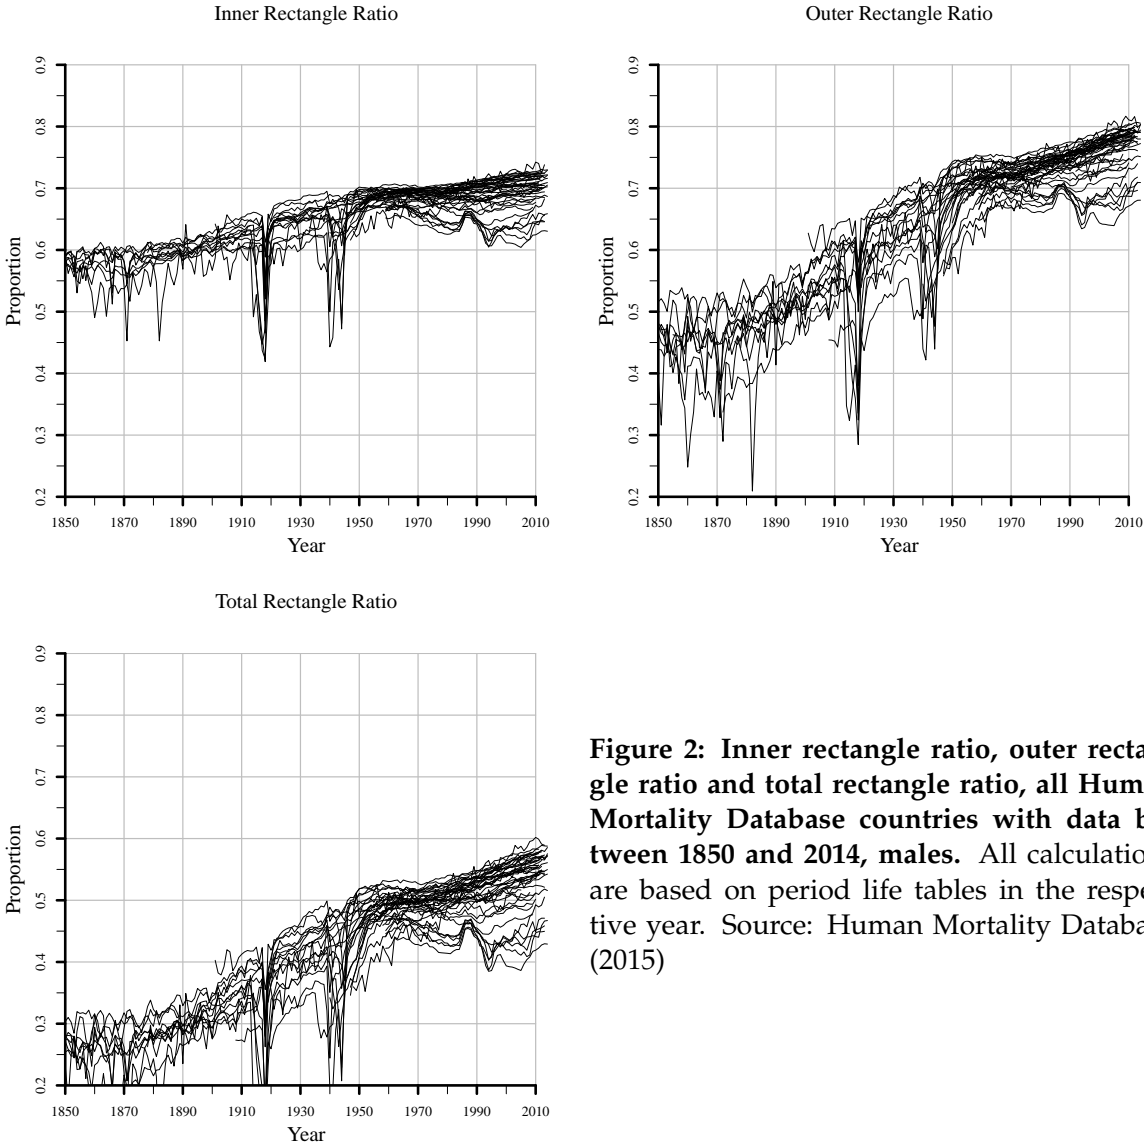 Inner Rectangle Ratio
Proportion
0.9
0.8
0.7
0.6
0.5
0.4
0.3
0.2
1850 1870 1890 1910 1930 1950 1970 1990 2010
Year
Outer Rectangle Ratio
Proportion
0.9
0.8
0.7
0.6
0.5
0.4
0.3
0.2
1850 1870 1890 1910 1930 1950 1970 1990 2010
Year
Total Rectangle Ratio
Proportion
0.9
0.8
0.7
0.6
0.5
0.4
0.3
0.2
1850 1870 1890 1910 1930 1950 1970 1990 2010
Year
Figure 2: Inner rectangle ratio, outer recta
gle ratio and total rectangle ratio, all Hum
Mortality Database countries with data b
tween 1850 and 2014, males. All calculation
are based on period life tables in the respe
tive year. Source: Human Mortality Databa
(2015)